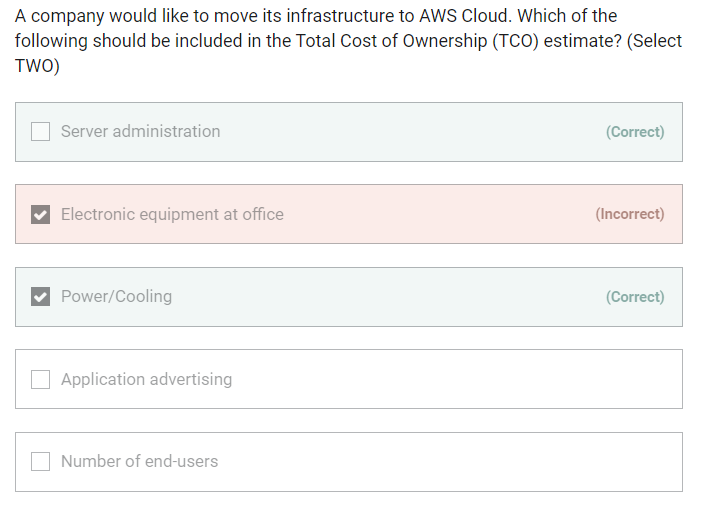 A company would like to move its infrastructure to AWS Cloud. Which of the
following should be included in the Total Cost of Ownership (TCO) estimate? (Select
TWO)
Server administration (Correct)
Electronic equipment at office (Incorrect)
Power/Cooling (Correct)
Application advertising
Number of end-users